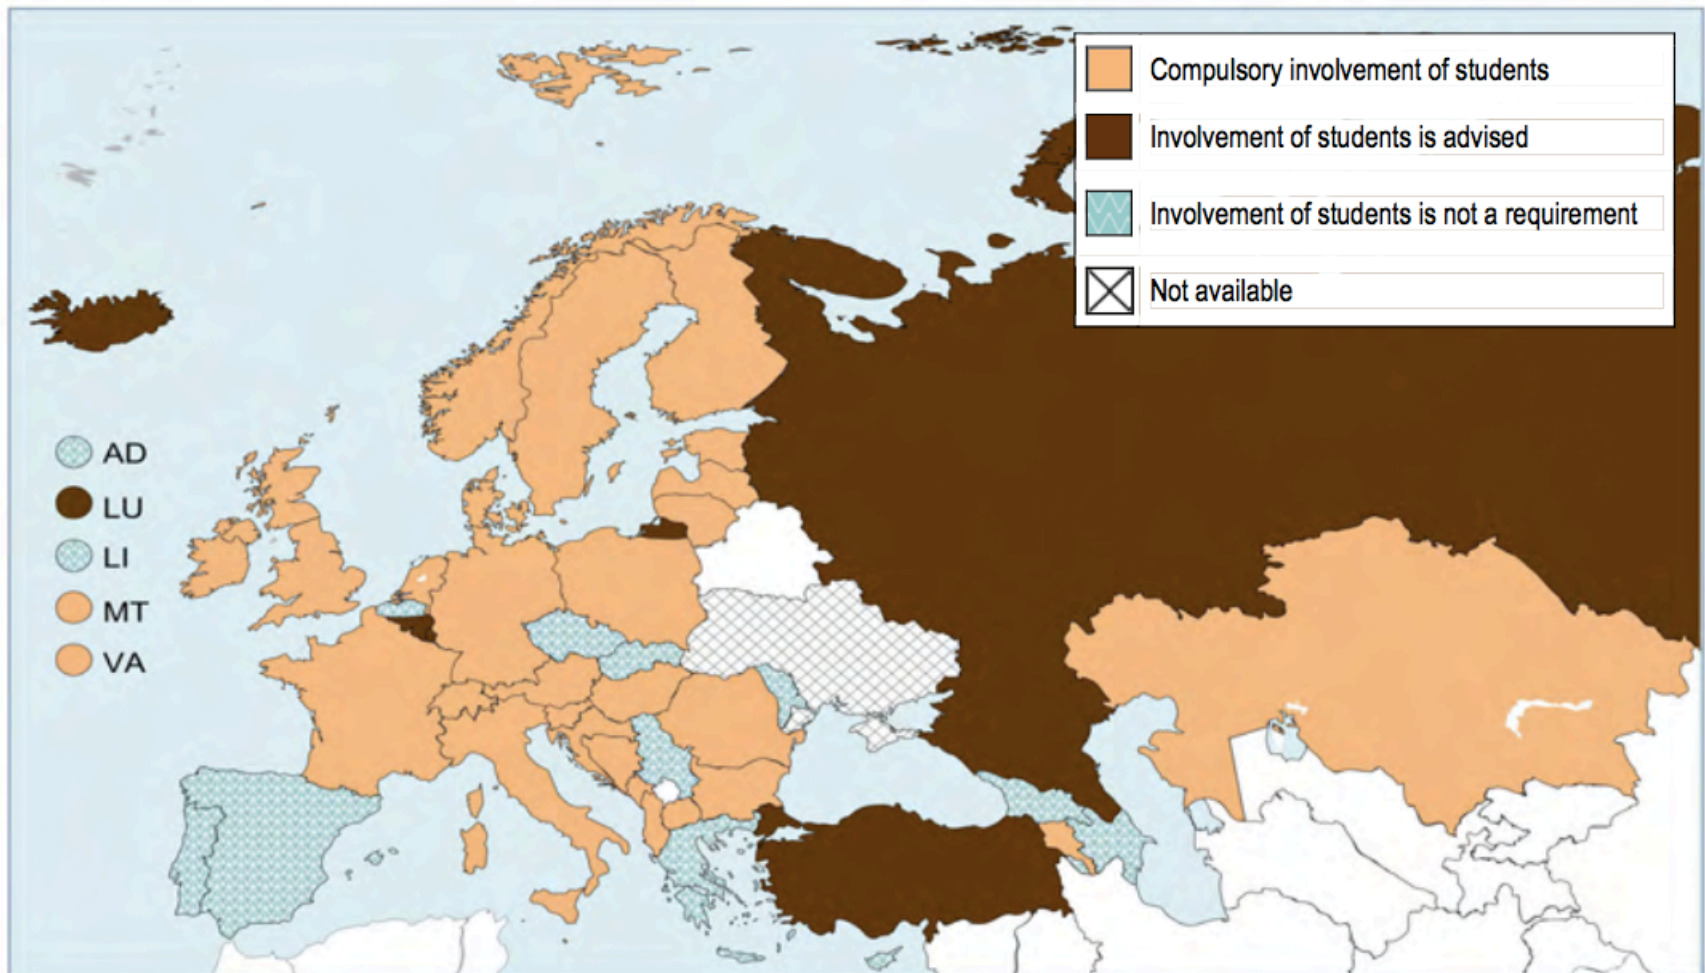 Compulsory involvement of students
Involvement of students is advised
Involvement of students is not a requirement
Not available
AD
LU
LI
MT
VA